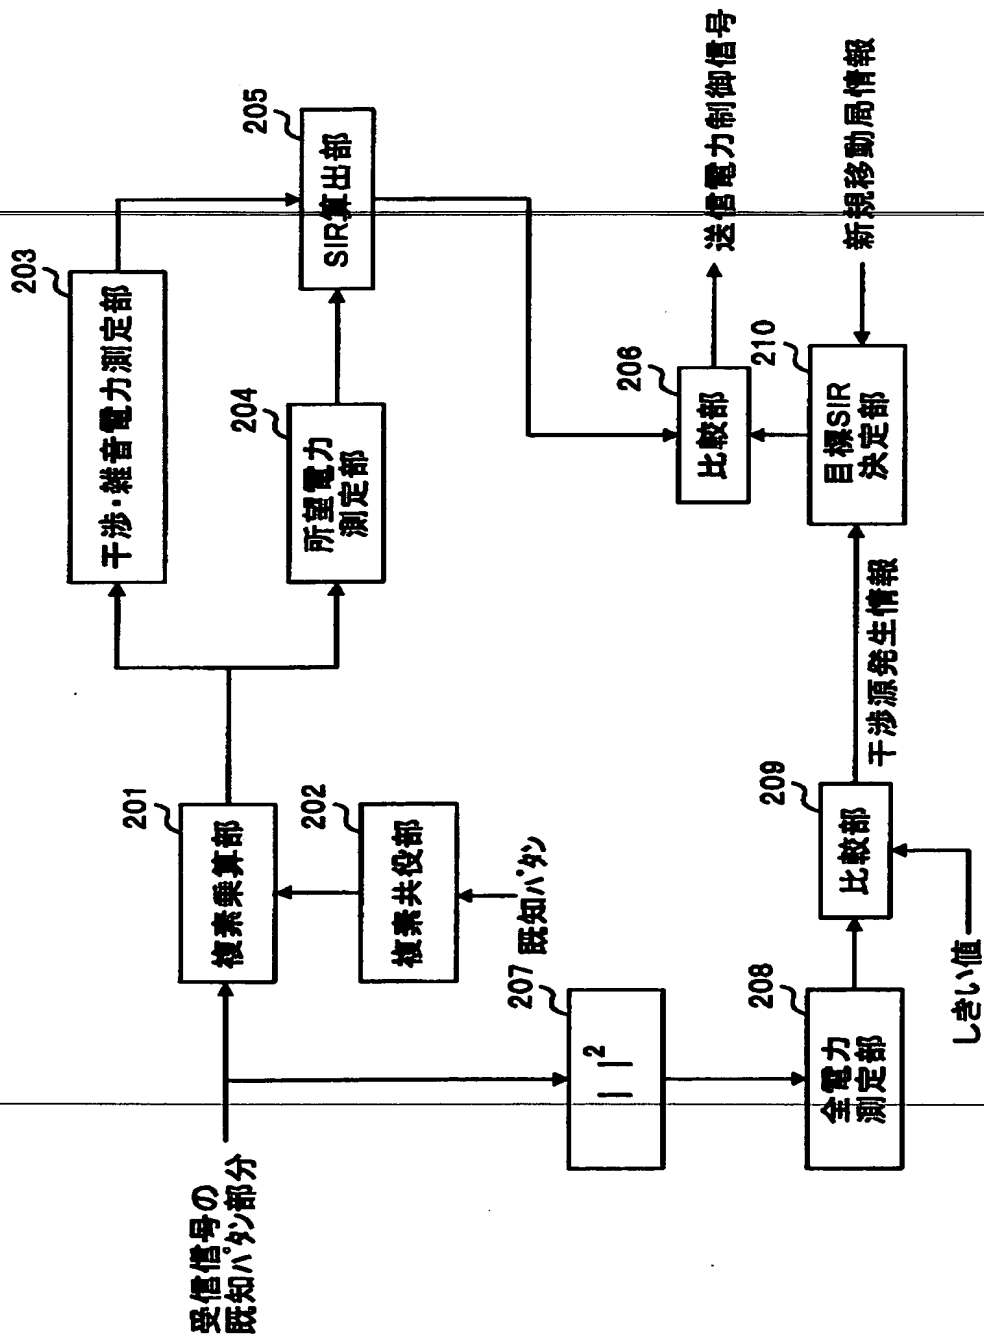 受信信号の
既知パタン部分
201
複素乗算部
202
複素共役部
既知パタン
203
干渉・雑音電力測定部
204
所望電力
測定部
205
SIR算出部
206
比較部
送信電力制御信号
207
| |²
208
全電力
測定部
209
比較部
しきい値
干渉源発生情報
210
目標SIR
決定部
新規移動局情報